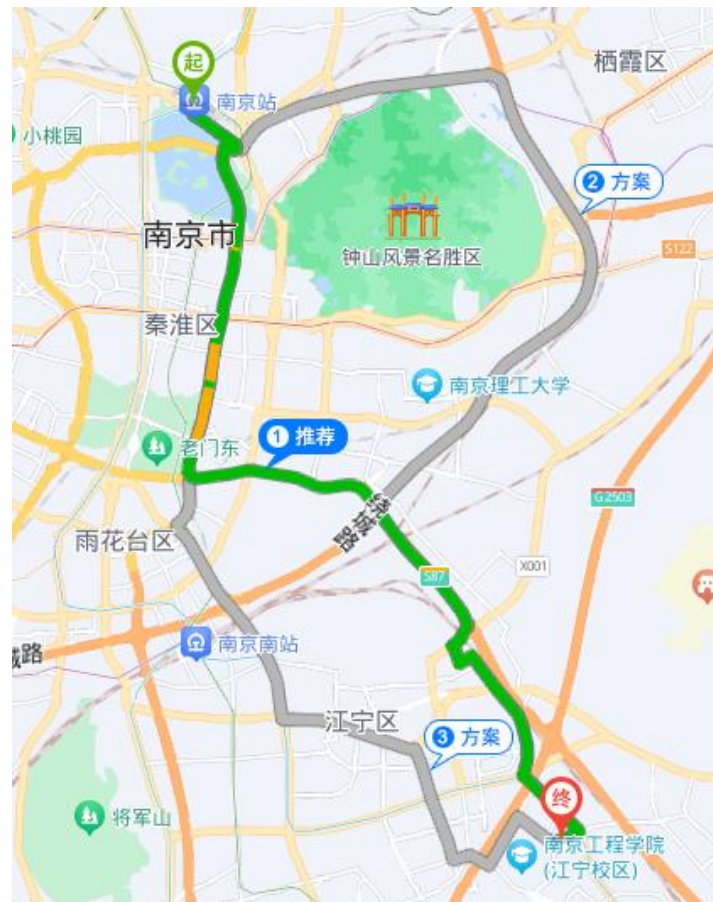 起
栖霞区
南京站
小桃园
2 方案
南京市
钟山风景名胜区
S122
秦淮区
南京理工大学
1 推荐
老门东
G2503
绕城路
雨花台区
X001
S87
南京南站
城路
江宁区
3 方案
终
将军山
南京工程学院
(江宁校区)